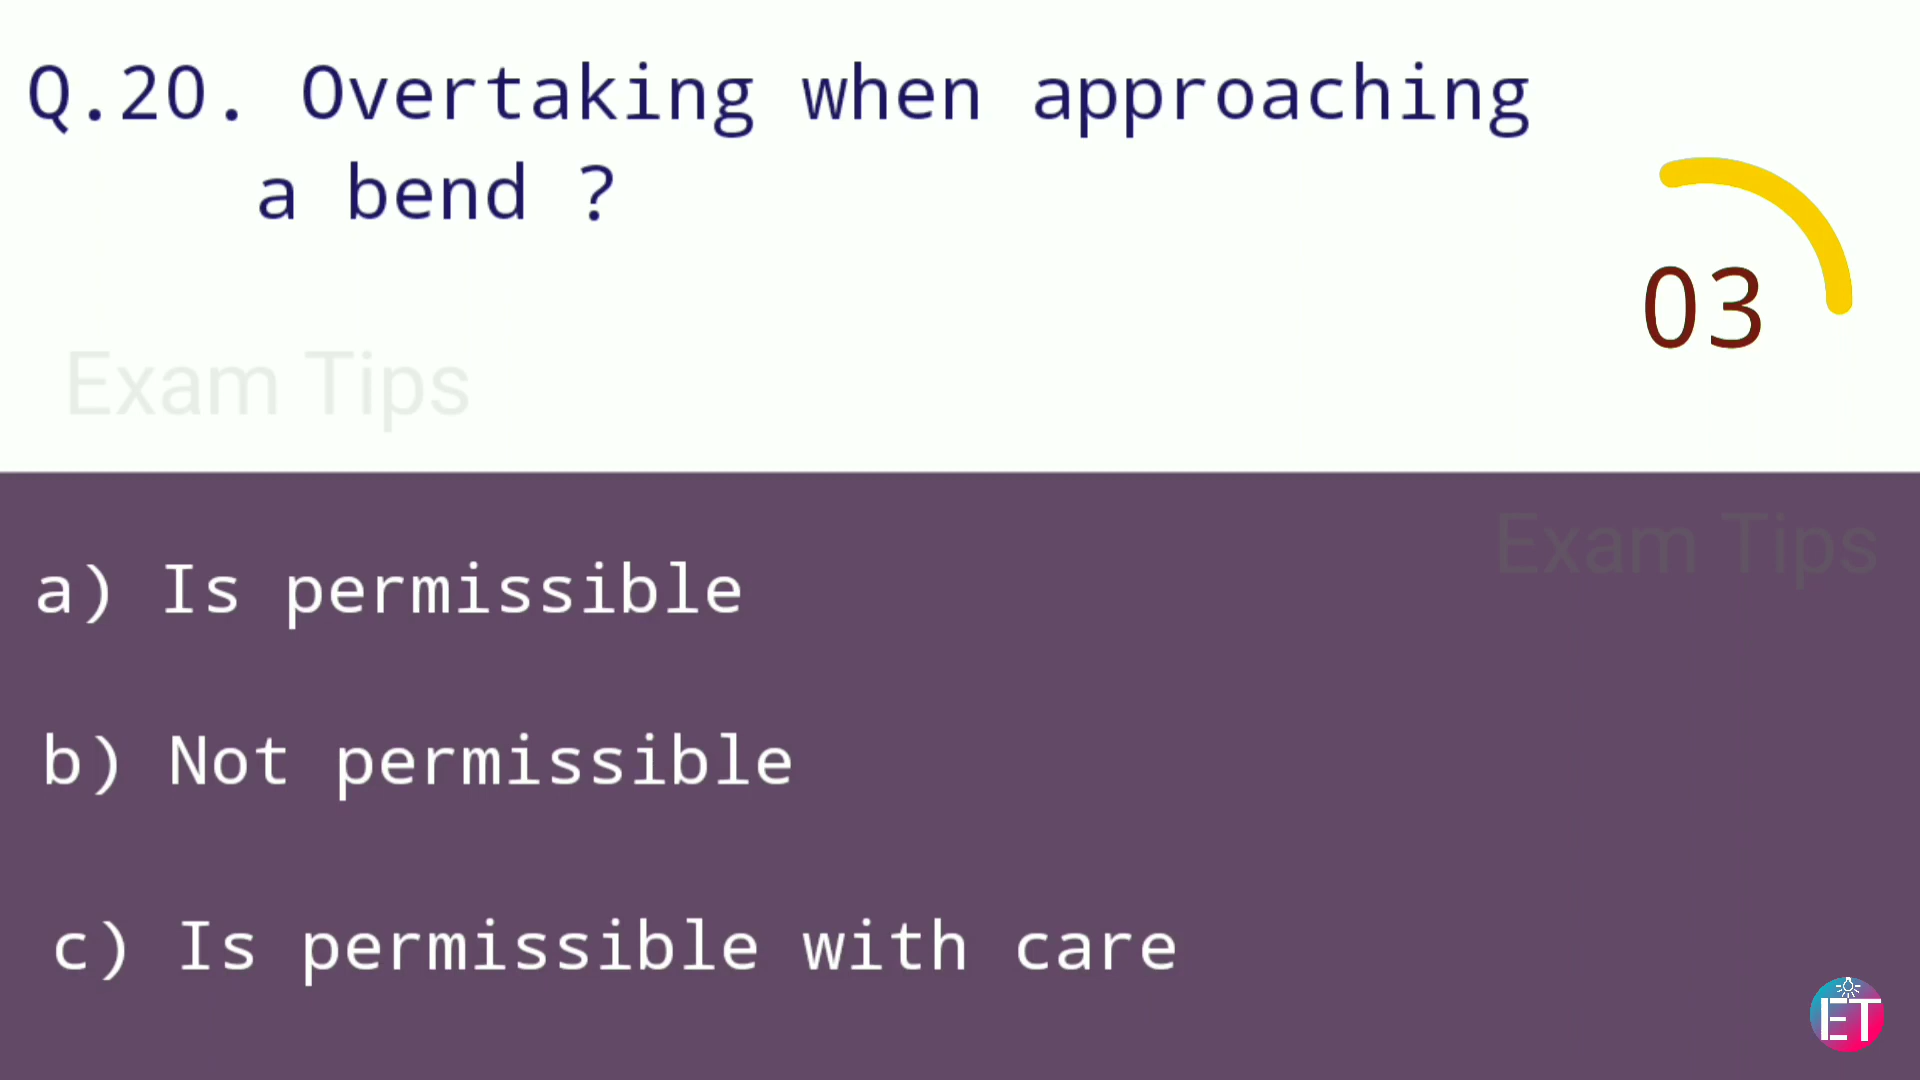 Q.20. Overtaking when approaching
a bend ?
03
Exam Tips
Exam Tips
a) Is permissible
b) Not permissible
c) Is permissible with care
ET